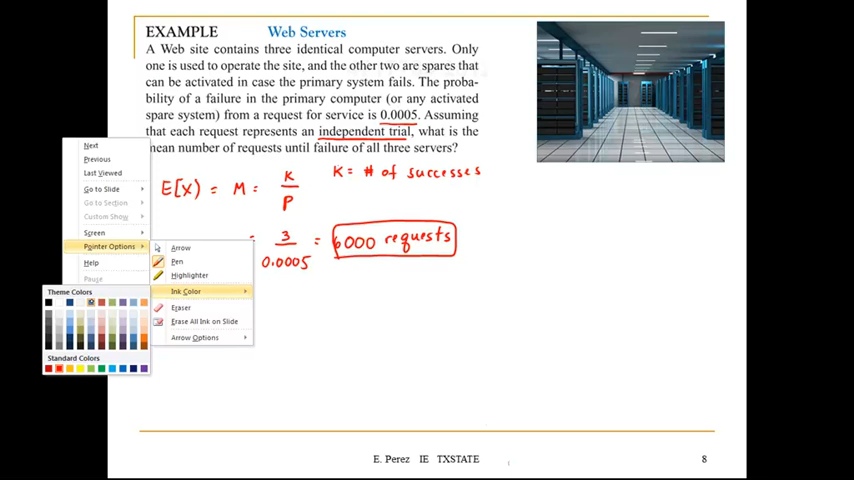 EXAMPLE Web Servers
A Web site contains three identical computer servers. Only
one is used to operate the site, and the other two are spares that
can be activated in case the primary system fails. The proba-
bility of a failure in the primary computer (or any activated
spare system) from a request for service is 0.0005. Assuming
that each request represents an independent trial, what is the
mean number of requests until failure of all three servers?
E[X] = M = K / P
K = # of successes
= 3 / 0.0005 = 6000 requests
Next
Previous
Last Viewed
Go to Slide
Go to Section
Custom Show
Screen
Pointer Options
Help
Pause
Arrow
Pen
Highlighter
Ink Color
Eraser
Erase All Ink on Slide
Arrow Options
Theme Colors
Standard Colors
E. Perez IE TXSTATE
8